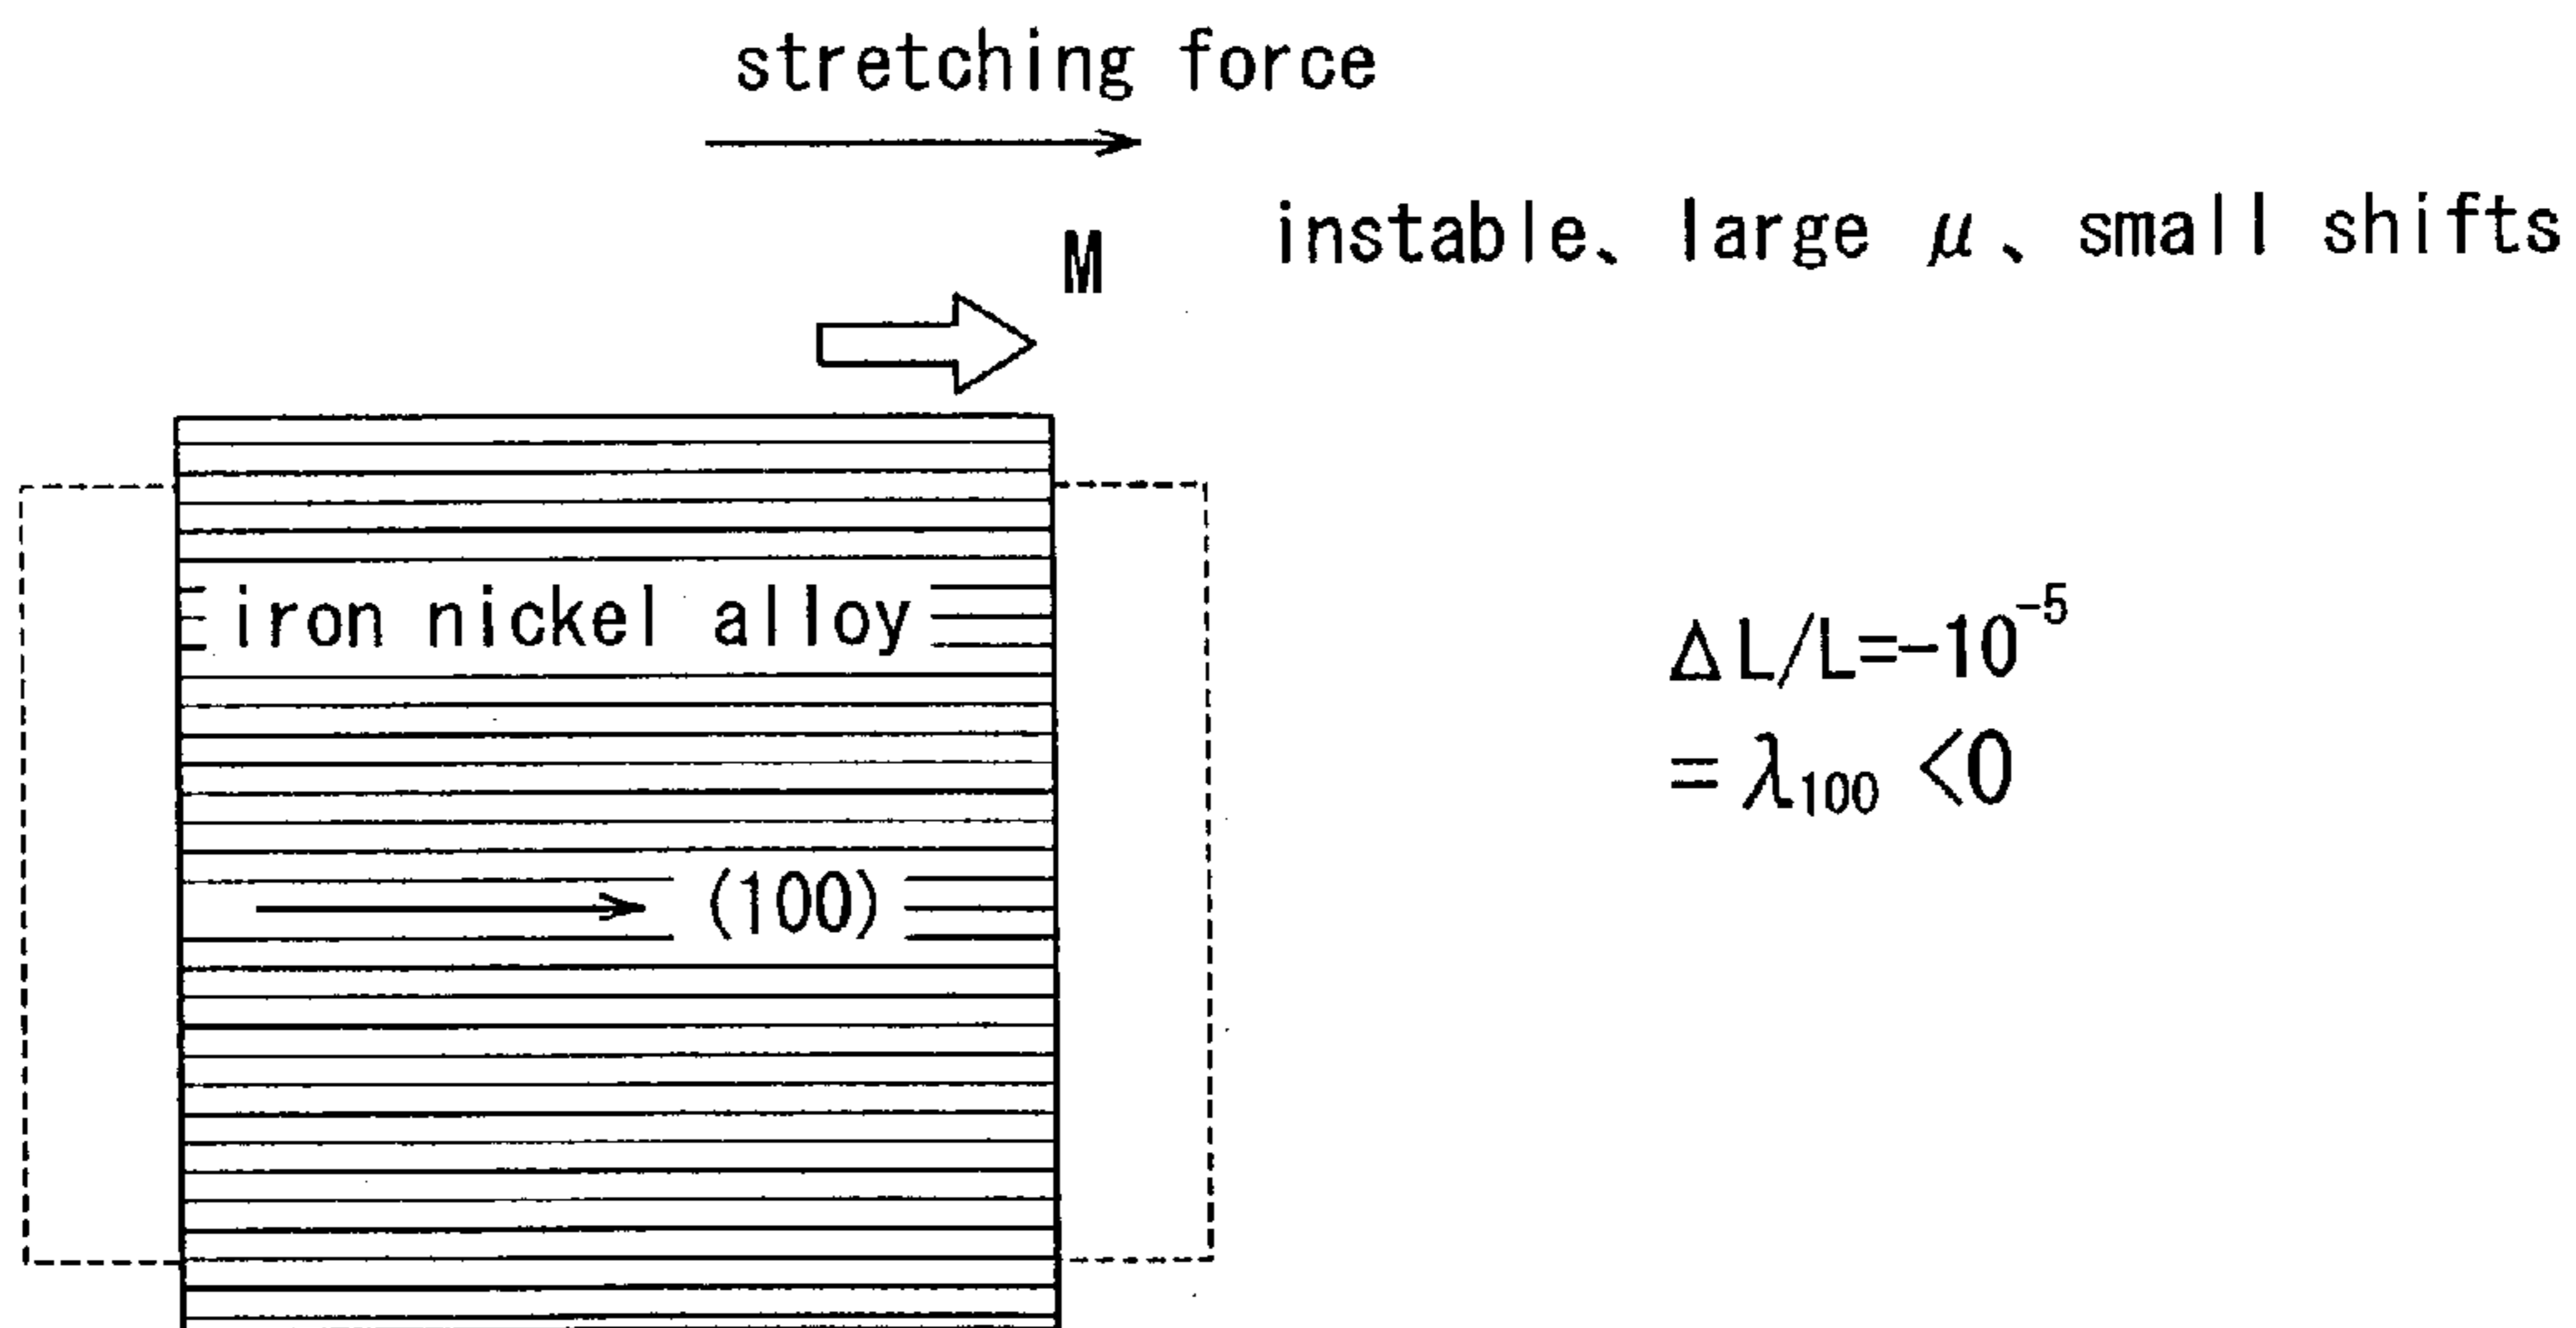 stretching force
M
instable、large μ、small shifts
iron nickel alloy
ΔL/L=-10⁻⁵
=λ₁₀₀ <0
(100)